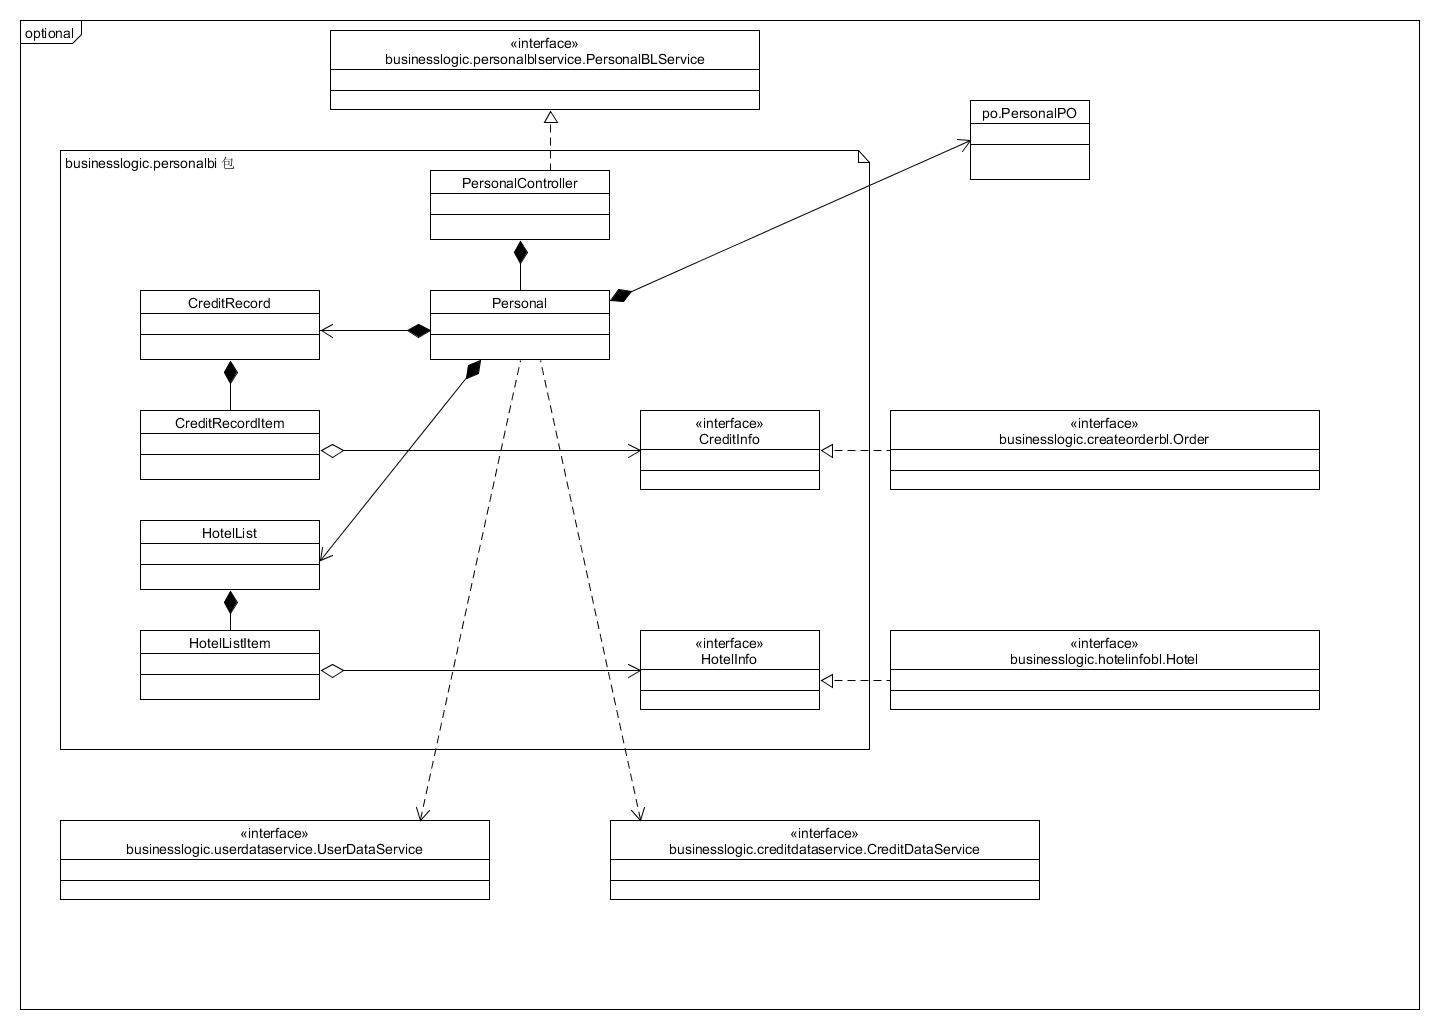 optional
«interface»
businesslogic.personalblservice.PersonalBLService
po.PersonalPO
businesslogic.personalbi 包
PersonalController
CreditRecord
Personal
CreditRecordItem
«interface»
CreditInfo
«interface»
businesslogic.createorderbl.Order
HotelList
HotelListItem
«interface»
HotelInfo
«interface»
businesslogic.hotelinfobl.Hotel
«interface»
businesslogic.userdataservice.UserDataService
«interface»
businesslogic.creditdataservice.CreditDataService